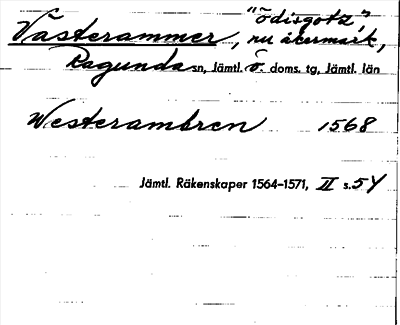 "ödisgotz",
Västerammer, nu åkermark,
Ragunda sn, Jämtl. ö. doms. tg, Jämtl. län
Westerambren 1568
Jämtl. Räkenskaper 1564–1571, II s. 54